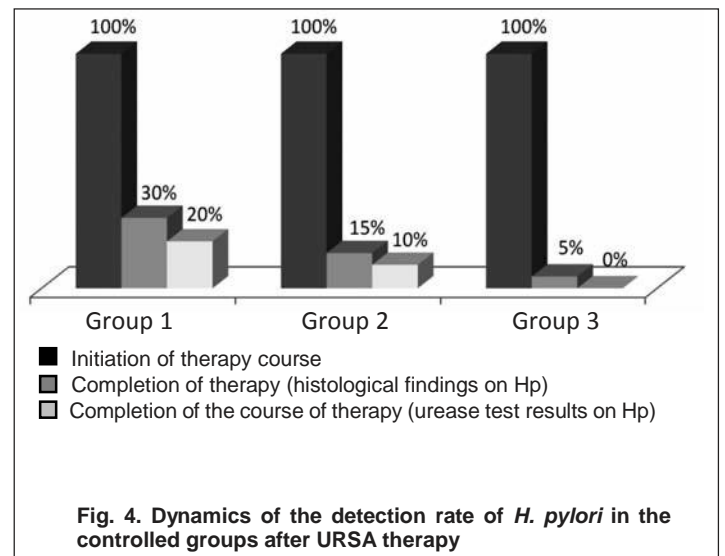 100% 100% 100%
30%
20%
15%
10%
5%
0%
Group 1 Group 2 Group 3
Initiation of therapy course
Completion of therapy (histological findings on Hp)
Completion of the course of therapy (urease test results on Hp)
Fig. 4. Dynamics of the detection rate of H. pylori in the
controlled groups after URSA therapy